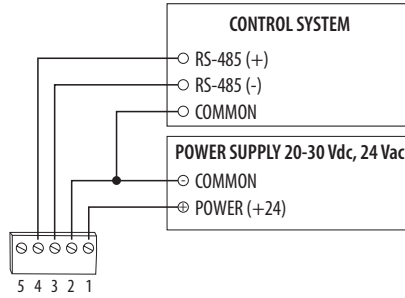 CONTROL SYSTEM
RS-485 (+)
RS-485 (-)
COMMON
POWER SUPPLY 20-30 Vdc, 24 Vac
COMMON
POWER (+24)
5 4 3 2 1